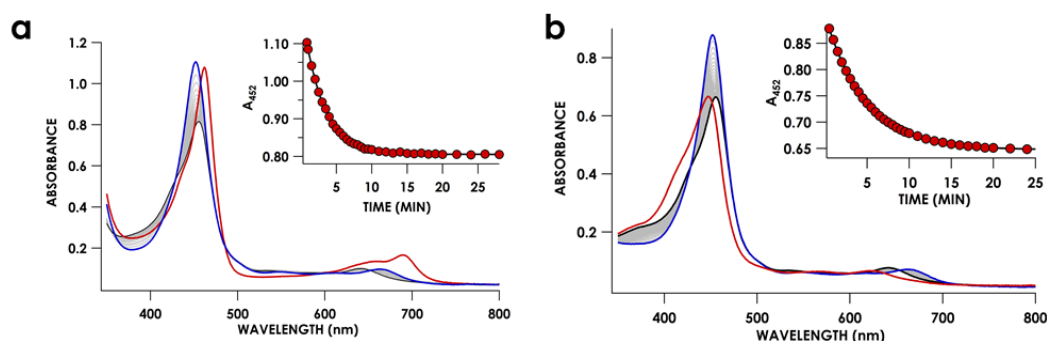 a
ABSORBANCE
1.2
1.0
0.8
0.6
0.4
0.2
400 500 600 700 800
WAVELENGTH (nm)
A452
1.10
1.00
0.90
0.80
5 10 15 20 25
TIME (MIN)
b
ABSORBANCE
0.8
0.6
0.4
0.2
400 500 600 700 800
WAVELENGTH (nm)
A452
0.85
0.80
0.75
0.70
0.65
5 10 15 20 25
TIME (MIN)